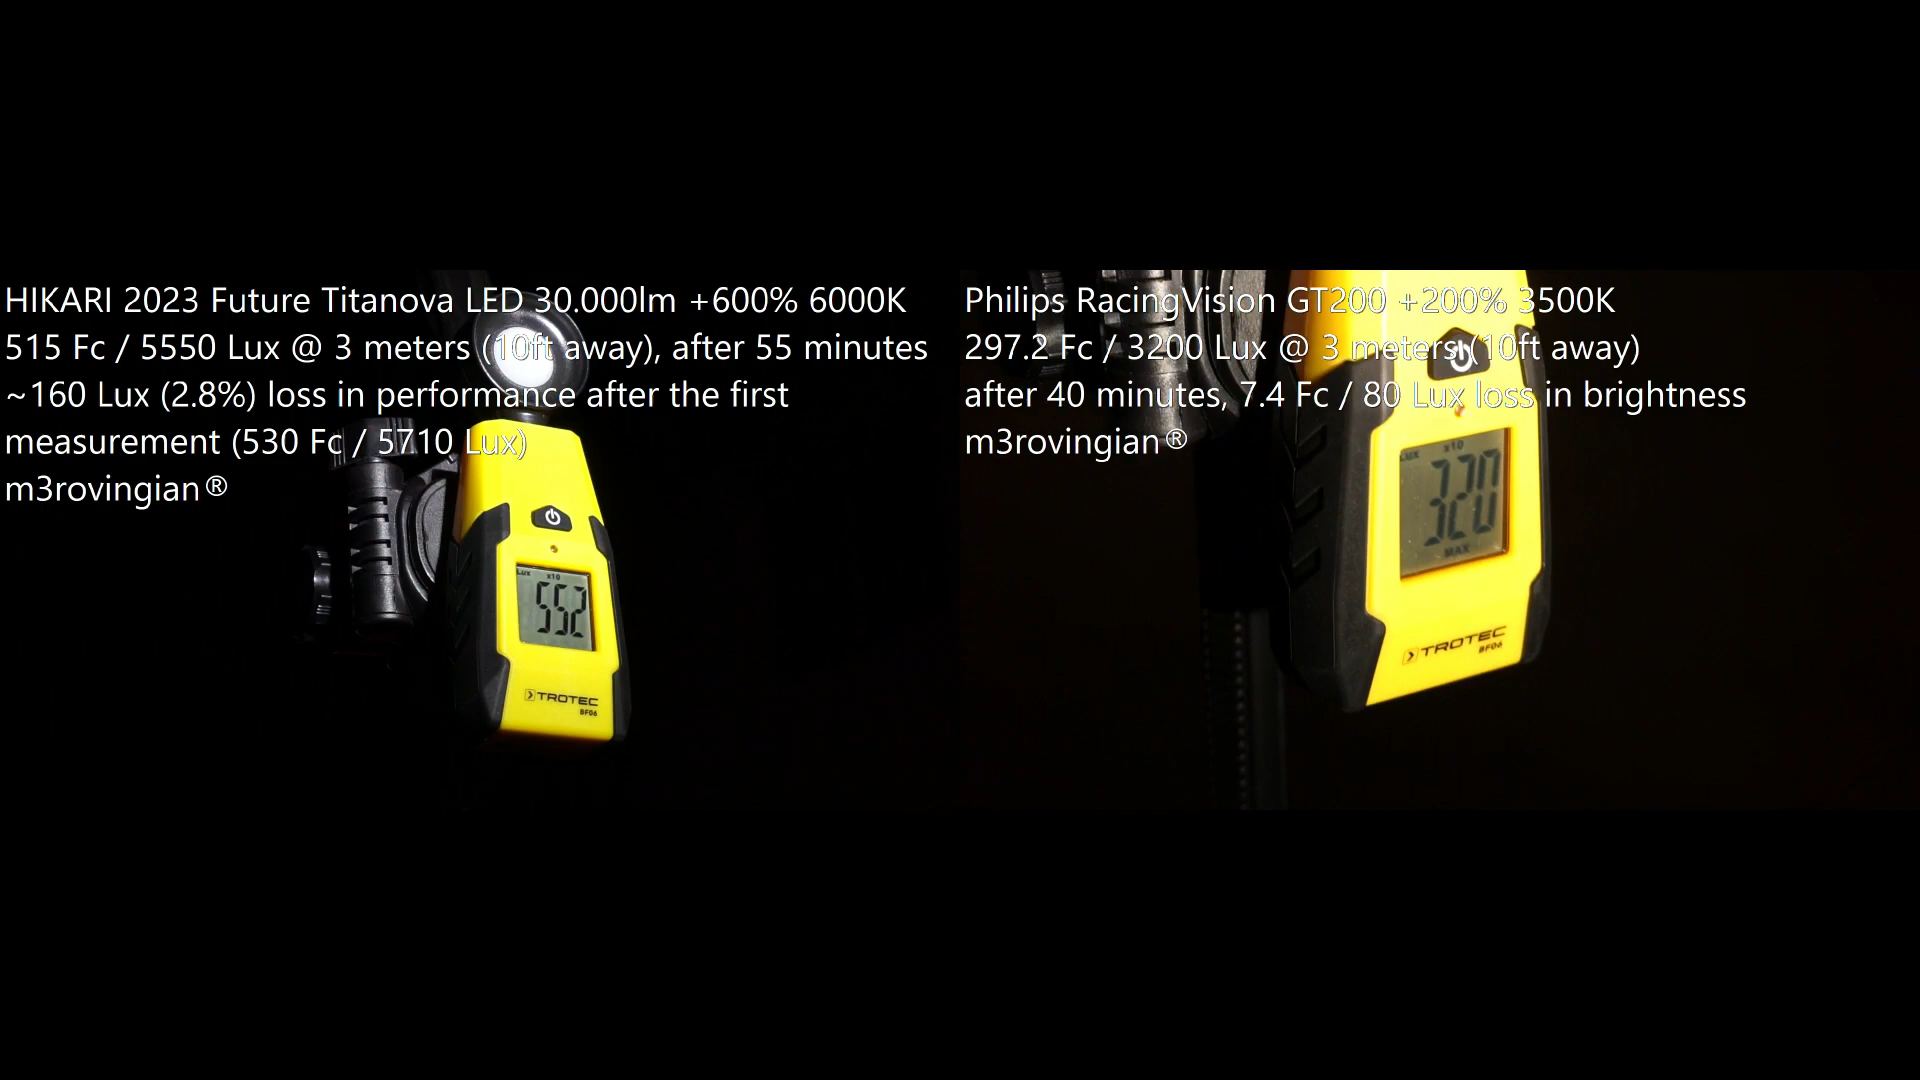 HIKARI 2023 Future Titanova LED 30.000lm +600% 6000K
515 Fc / 5550 Lux @ 3 meters (10ft away), after 55 minutes
~160 Lux (2.8%) loss in performance after the first
measurement (530 Fc / 5710 Lux)
m3rovingian®
Lux x10
552
TROTEC
BF06
Philips RacingVision GT200 +200% 3500K
297.2 Fc / 3200 Lux @ 3 meters (10ft away)
after 40 minutes, 7.4 Fc / 80 Lux loss in brightness
m3rovingian®
Lux x10
320
MAX
TROTEC
BF06